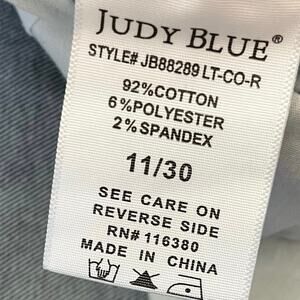 JUDY BLUE®
STYLE# JB88289 LT-CO-R
92%COTTON
6%POLYESTER
2%SPANDEX
11/30
SEE CARE ON
REVERSE SIDE
RN# 116380
MADE IN CHINA